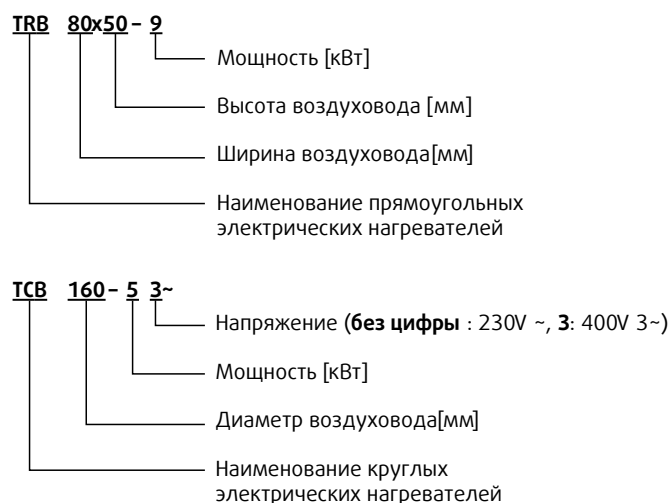 TRB 80x50 – 9
Мощность [кВт]
Высота воздуховода [мм]
Ширина воздуховода[мм]
Наименование прямоугольных
электрических нагревателей
TCB 160 – 5 3~
Напряжение (без цифры : 230V ~, 3: 400V 3~)
Мощность [кВт]
Диаметр воздуховода[мм]
Наименование круглых
электрических нагревателей